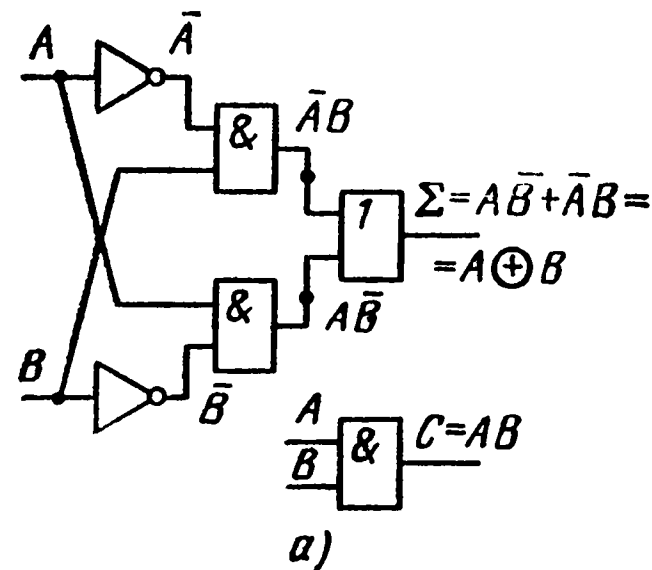 A
Ā
&
ĀB
Σ = AB̄ + ĀB =
1
= A ⊕ B
&
AB̄
B
B̄
A
B
&
C = AB
а)